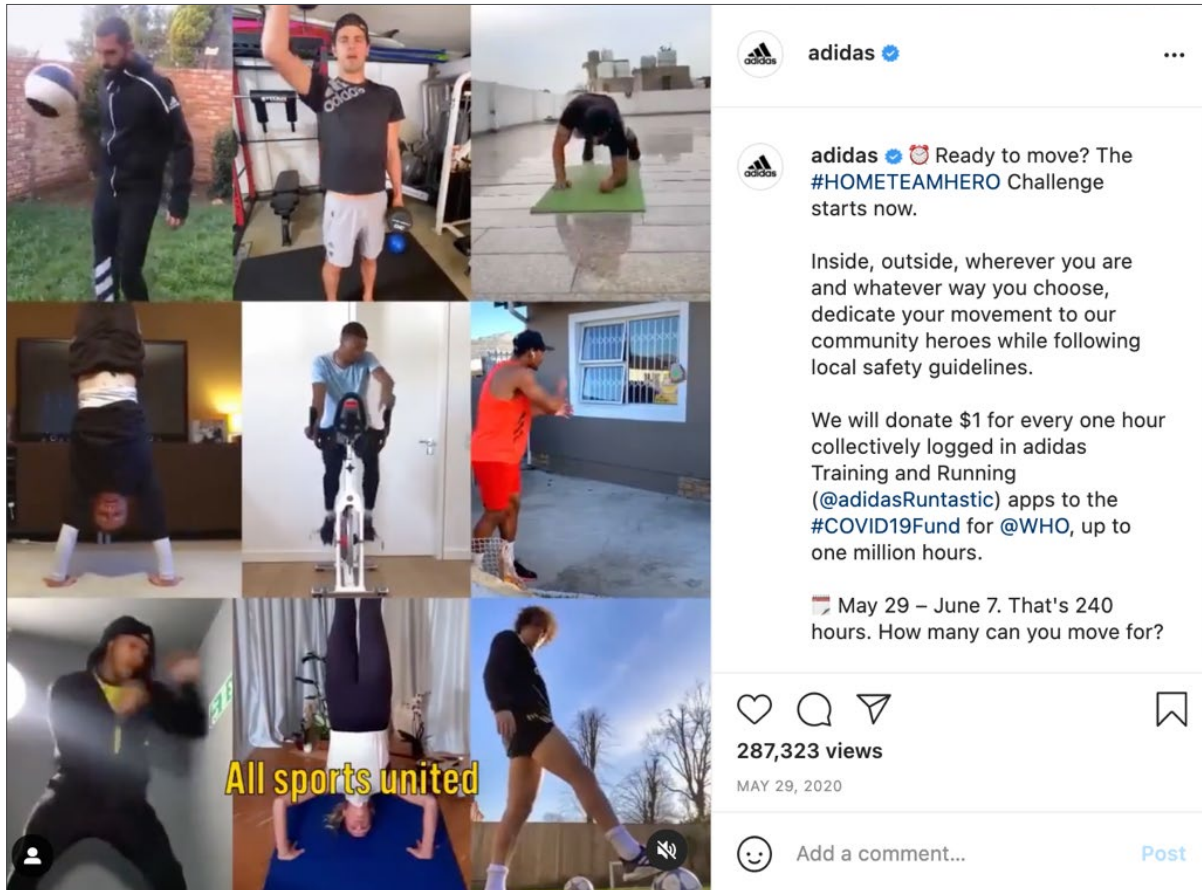 adidas
adidas
adidas ⏰ Ready to move? The
#HOMETEAMHERO Challenge
starts now.
Inside, outside, wherever you are
and whatever way you choose,
dedicate your movement to our
community heroes while following
local safety guidelines.
We will donate $1 for every one hour
collectively logged in adidas
Training and Running
(@adidasRuntastic) apps to the
#COVID19Fund for @WHO, up to
one million hours.
🗓️ May 29 – June 7. That's 240
hours. How many can you move for?
287,323 views
MAY 29, 2020
Add a comment... Post
adidas
adidas
All sports united